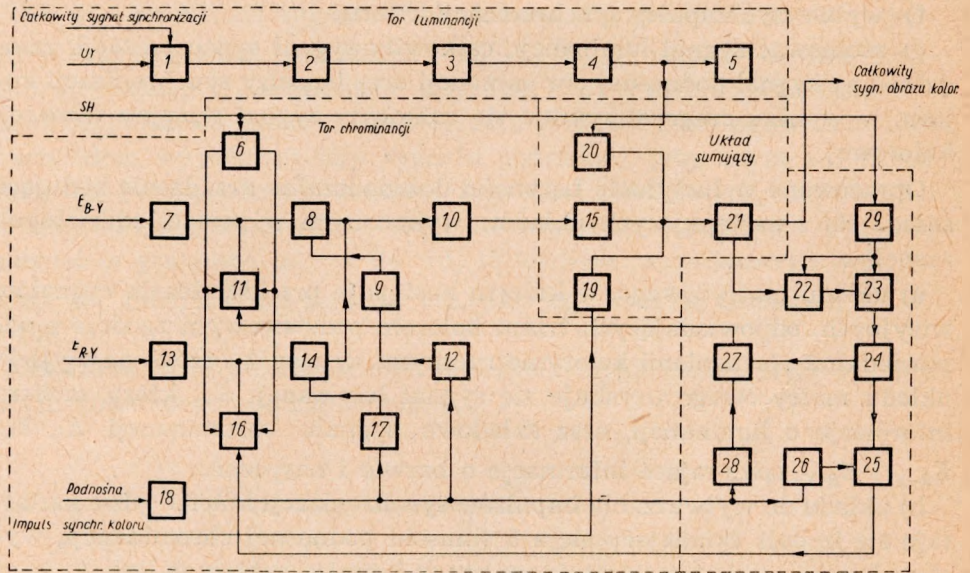 Całkowity sygnał synchronizacji
Tor luminancji
UY
1
2
3
4
5
Całkowity
sygn. obrazu kolor.
SH
Tor chrominancji
Układ
sumujący
6
20
E B-Y
7
8
10
15
21
29
11
9
19
22
23
E R-Y
13
14
12
27
24
16
17
28
26
25
Podnośna
18
Impuls synchr. koloru